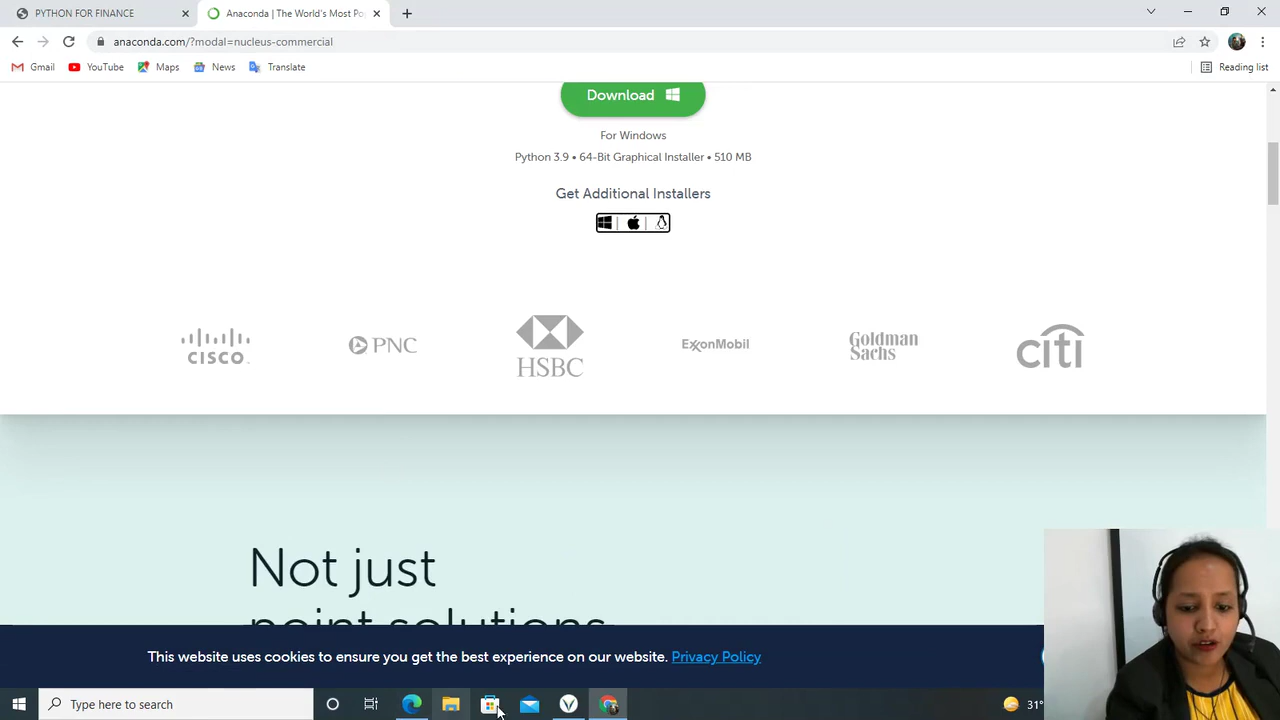 PYTHON FOR FINANCE
Anaconda | The World's Most Po
anaconda.com/?modal=nucleus-commercial
Gmail
YouTube
Maps
News
Translate
Reading list
Download
For Windows
Python 3.9 • 64-Bit Graphical Installer • 510 MB
Get Additional Installers
CISCO
PNC
HSBC
ExxonMobil
Goldman
Sachs
citi
Not just
point solutions
This website uses cookies to ensure you get the best experience on our website. Privacy Policy
Type here to search
31°